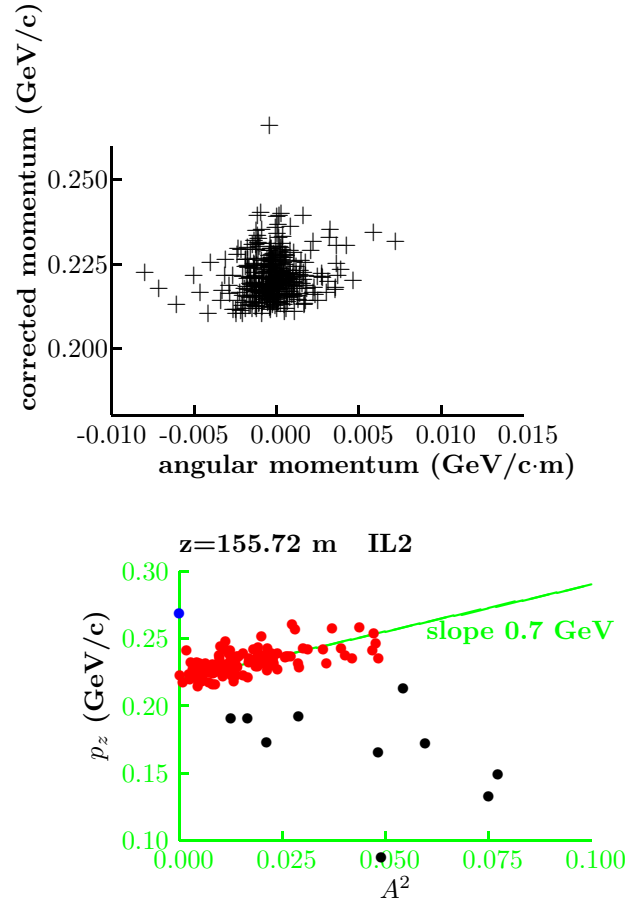 corrected momentum (GeV/c)
0.250
0.225
0.200
-0.010 -0.005 0.000 0.005 0.010 0.015
angular momentum (GeV/c·m)
z=155.72 m IL2
0.30
0.25
slope 0.7 GeV
p_z (GeV/c)
0.20
0.15
0.10
0.000 0.025 0.050 0.075 0.100
A²